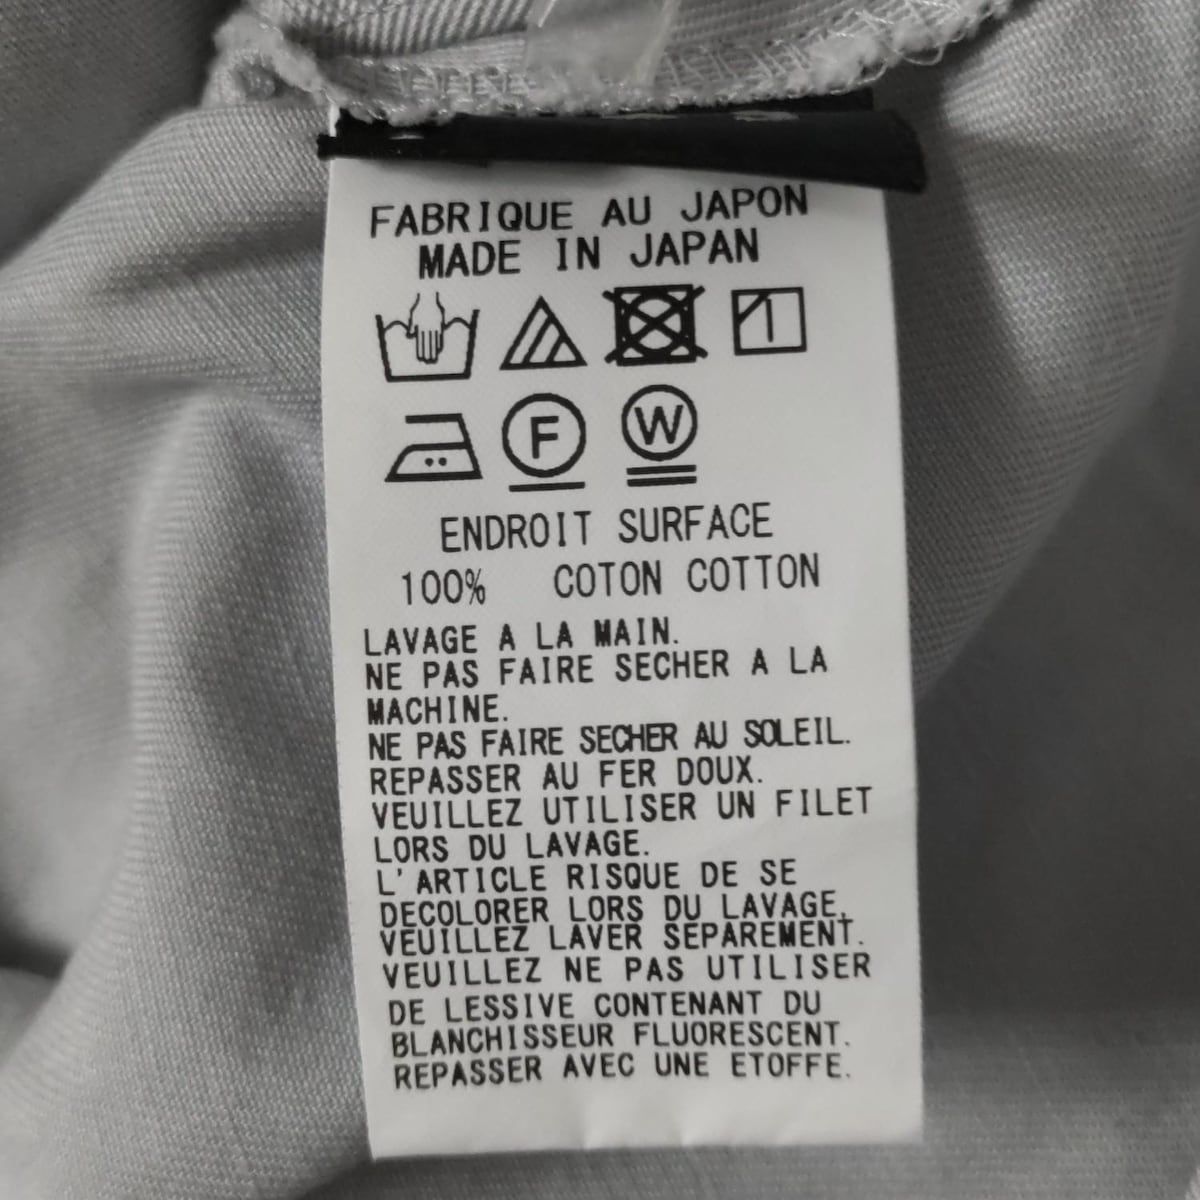 FABRIQUE AU JAPON
MADE IN JAPAN
F W
ENDROIT SURFACE
100% COTON COTTON
LAVAGE A LA MAIN.
NE PAS FAIRE SECHER A LA
MACHINE.
NE PAS FAIRE SECHER AU SOLEIL.
REPASSER AU FER DOUX.
VEUILLEZ UTILISER UN FILET
LORS DU LAVAGE.
L'ARTICLE RISQUE DE SE
DECOLORER LORS DU LAVAGE,
VEUILLEZ LAVER SEPAREMENT.
VEUILLEZ NE PAS UTILISER
DE LESSIVE CONTENANT DU
BLANCHISSEUR FLUORESCENT.
REPASSER AVEC UNE ETOFFE.